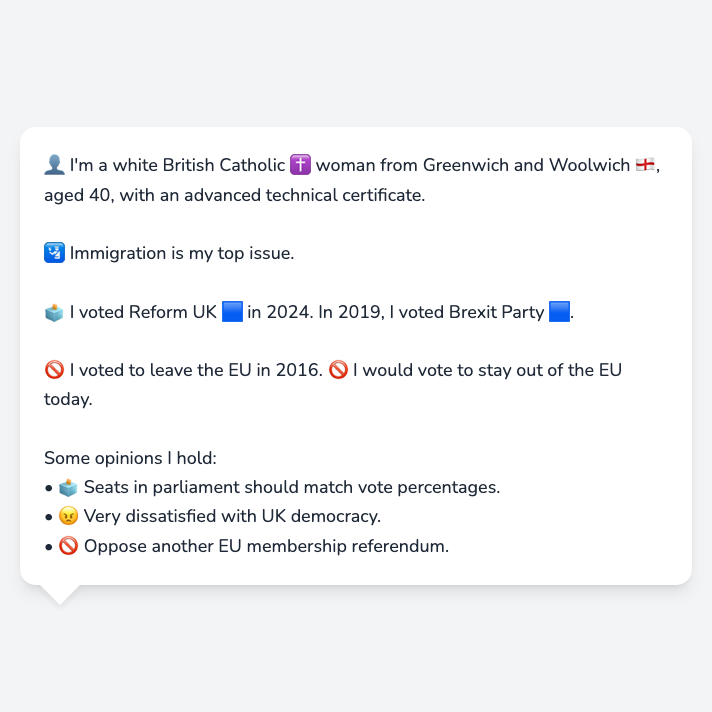 👤 I'm a white British Catholic ✝️ woman from Greenwich and Woolwich 🏴󠁧󠁢󠁥󠁮󠁧󠁿,
aged 40, with an advanced technical certificate.
🛂 Immigration is my top issue.
🗳️ I voted Reform UK 🟦 in 2024. In 2019, I voted Brexit Party 🟦.
🚫 I voted to leave the EU in 2016. 🚫 I would vote to stay out of the EU
today.
Some opinions I hold:
• 🗳️ Seats in parliament should match vote percentages.
• 😠 Very dissatisfied with UK democracy.
• 🚫 Oppose another EU membership referendum.